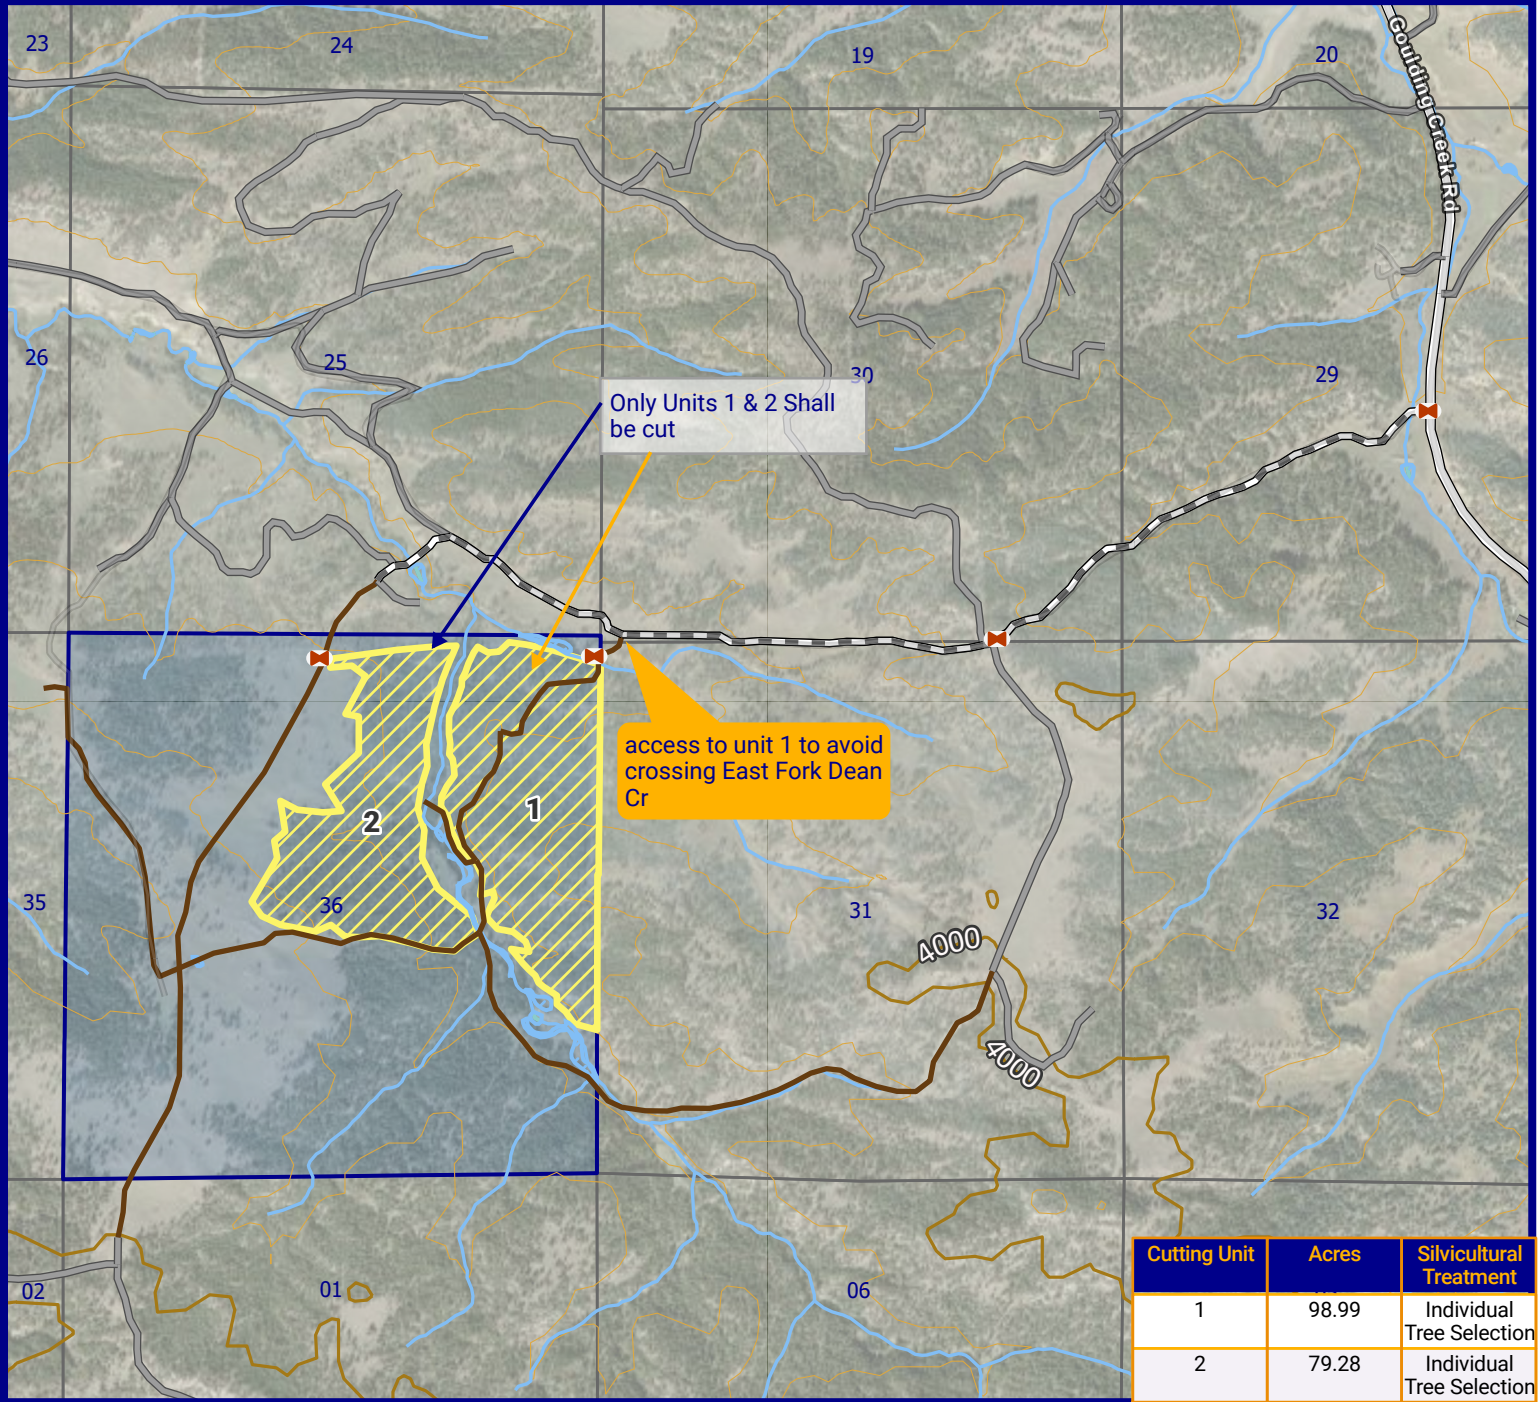 23
24
19
20
Goulding Creek Rd
26
25
30
29
Only Units 1 & 2 Shall
be cut
access to unit 1 to avoid
crossing East Fork Dean
Cr
2
1
35
36
31
32
4000
4000
02
01
06
Cutting Unit Acres Silvicultural
Treatment
1 98.99 Individual
Tree Selection
2 79.28 Individual
Tree Selection